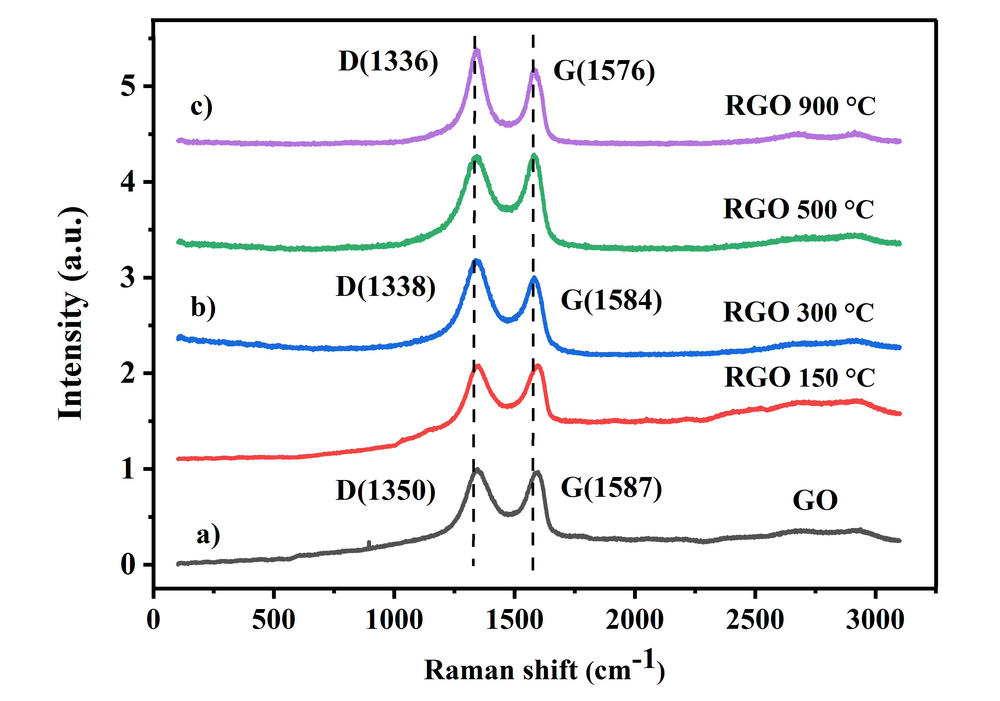 D(1336)
G(1576)
5
c)
RGO 900 °C
4
RGO 500 °C
3
D(1338)
G(1584)
b)
RGO 300 °C
2
RGO 150 °C
1
D(1350)
G(1587)
GO
a)
0
Intensity (a.u.)
0 500 1000 1500 2000 2500 3000
Raman shift (cm⁻¹)